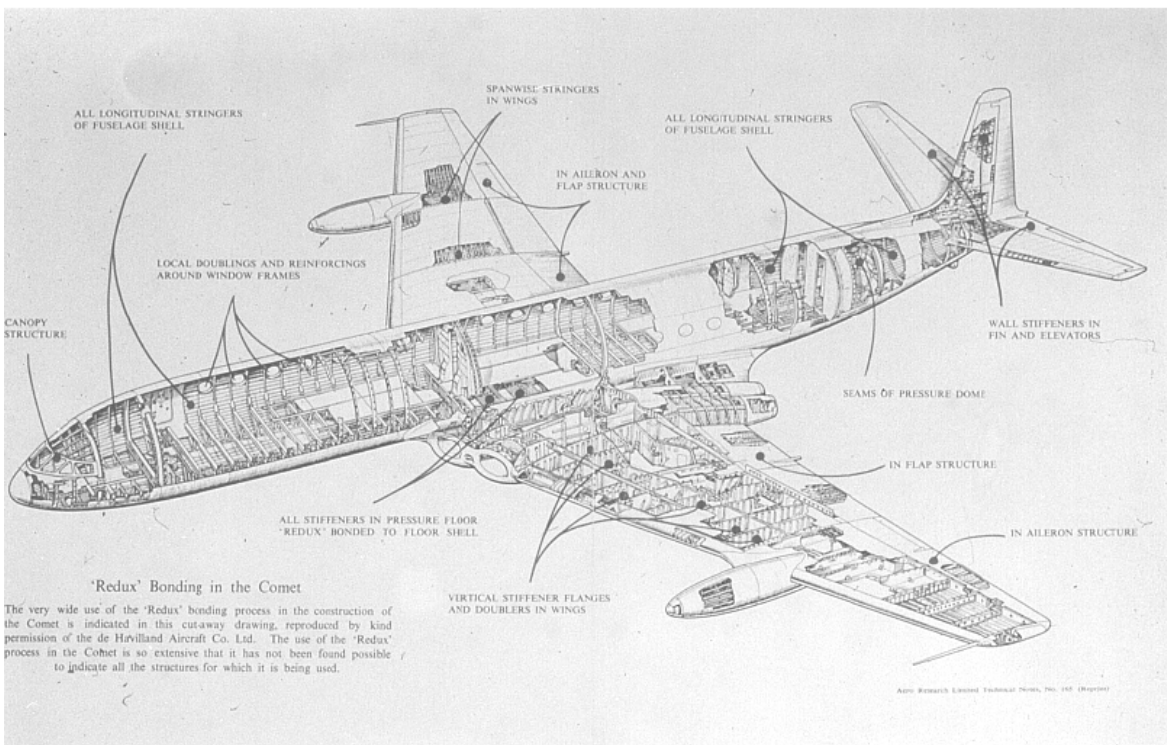 SPANWISE STRINGERS
IN WINGS
ALL LONGITUDINAL STRINGERS
OF FUSELAGE SHELL
ALL LONGITUDINAL STRINGERS
OF FUSELAGE SHELL
IN AILERON AND
FLAP STRUCTURE
LOCAL DOUBLINGS AND REINFORCINGS
AROUND WINDOW FRAMES
CANOPY
STRUCTURE
WALL STIFFENERS IN
FIN AND ELEVATORS
SEAMS OF PRESSURE DOME
IN FLAP STRUCTURE
ALL STIFFENERS IN PRESSURE FLOOR
'REDUX' BONDED TO FLOOR SHELL
IN AILERON STRUCTURE
VERTICAL STIFFENER FLANGES
AND DOUBLERS IN WINGS
'Redux' Bonding in the Comet
The very wide use of the 'Redux' bonding process in the construction of
the Comet is indicated in this cut-away drawing, reproduced by kind
permission of the de Havilland Aircraft Co. Ltd. The use of the 'Redux'
process in the Comet is so extensive that it has not been found possible
to indicate all the structures for which it is being used.
Aero Research Limited Technical Notes, No. (Reprint)